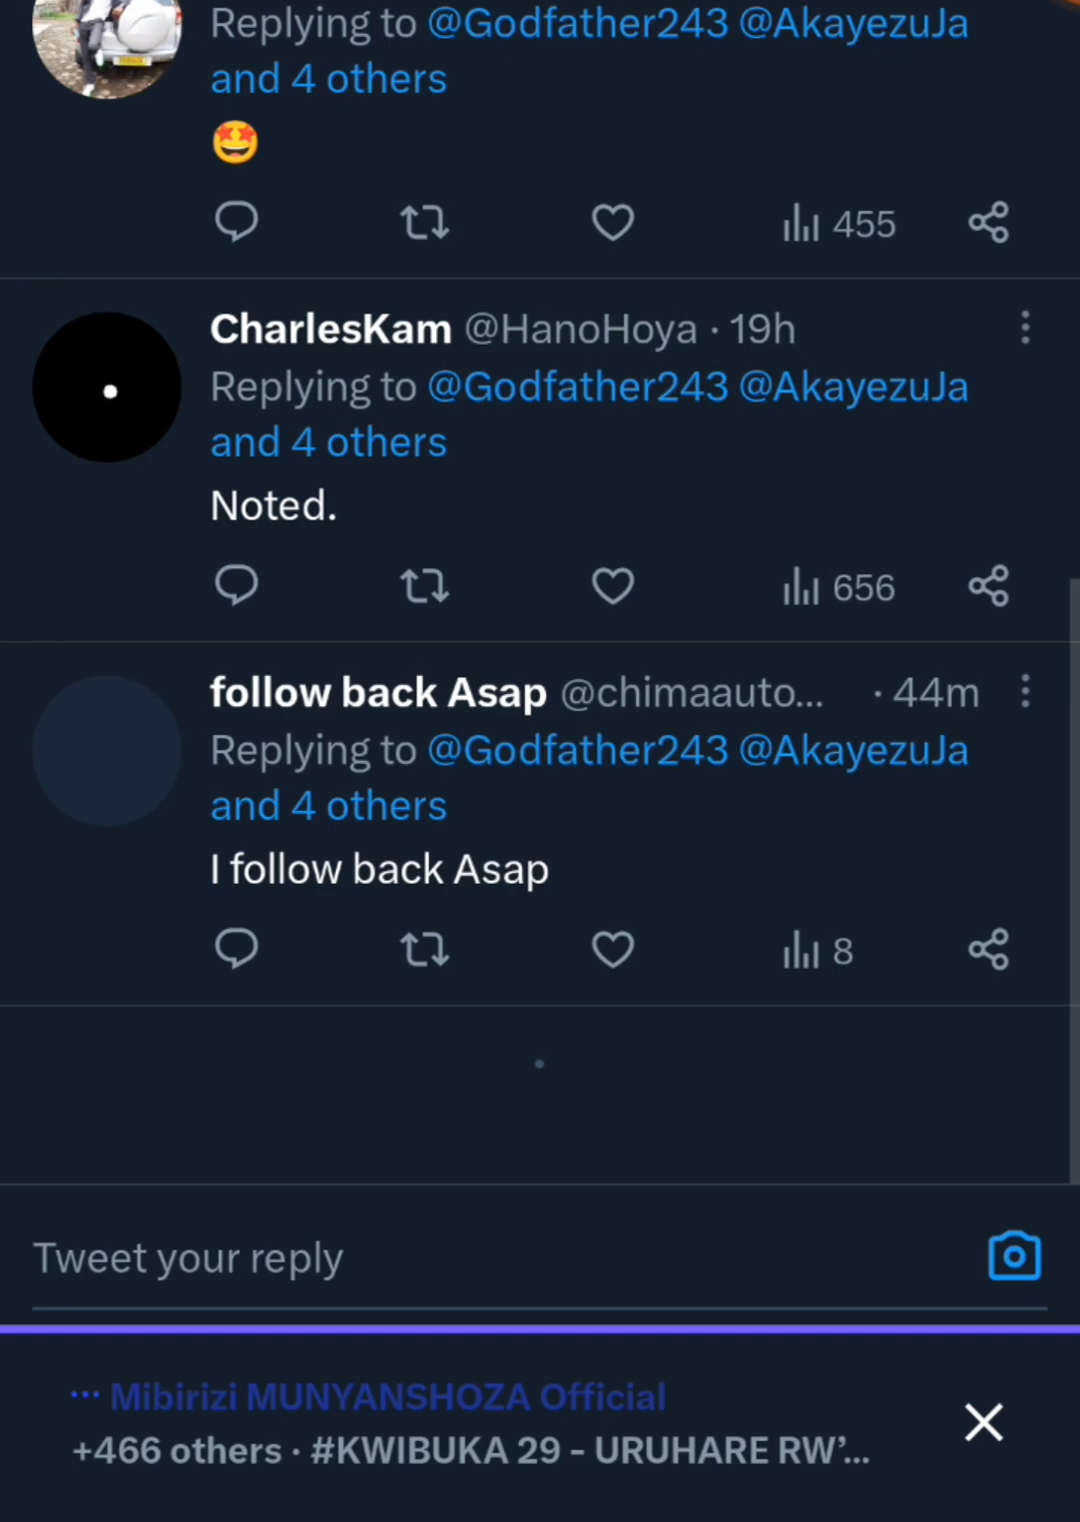 Replying to @Godfather243 @AkayezuJa
and 4 others
🤩
455
CharlesKam @HanoHoya · 19h
Replying to @Godfather243 @AkayezuJa
and 4 others
Noted.
656
follow back Asap @chimaauto... · 44m
Replying to @Godfather243 @AkayezuJa
and 4 others
I follow back Asap
8
Tweet your reply
··· Mibirizi MUNYANSHOZA Official
+466 others · #KWIBUKA 29 - URUHARE RW’...